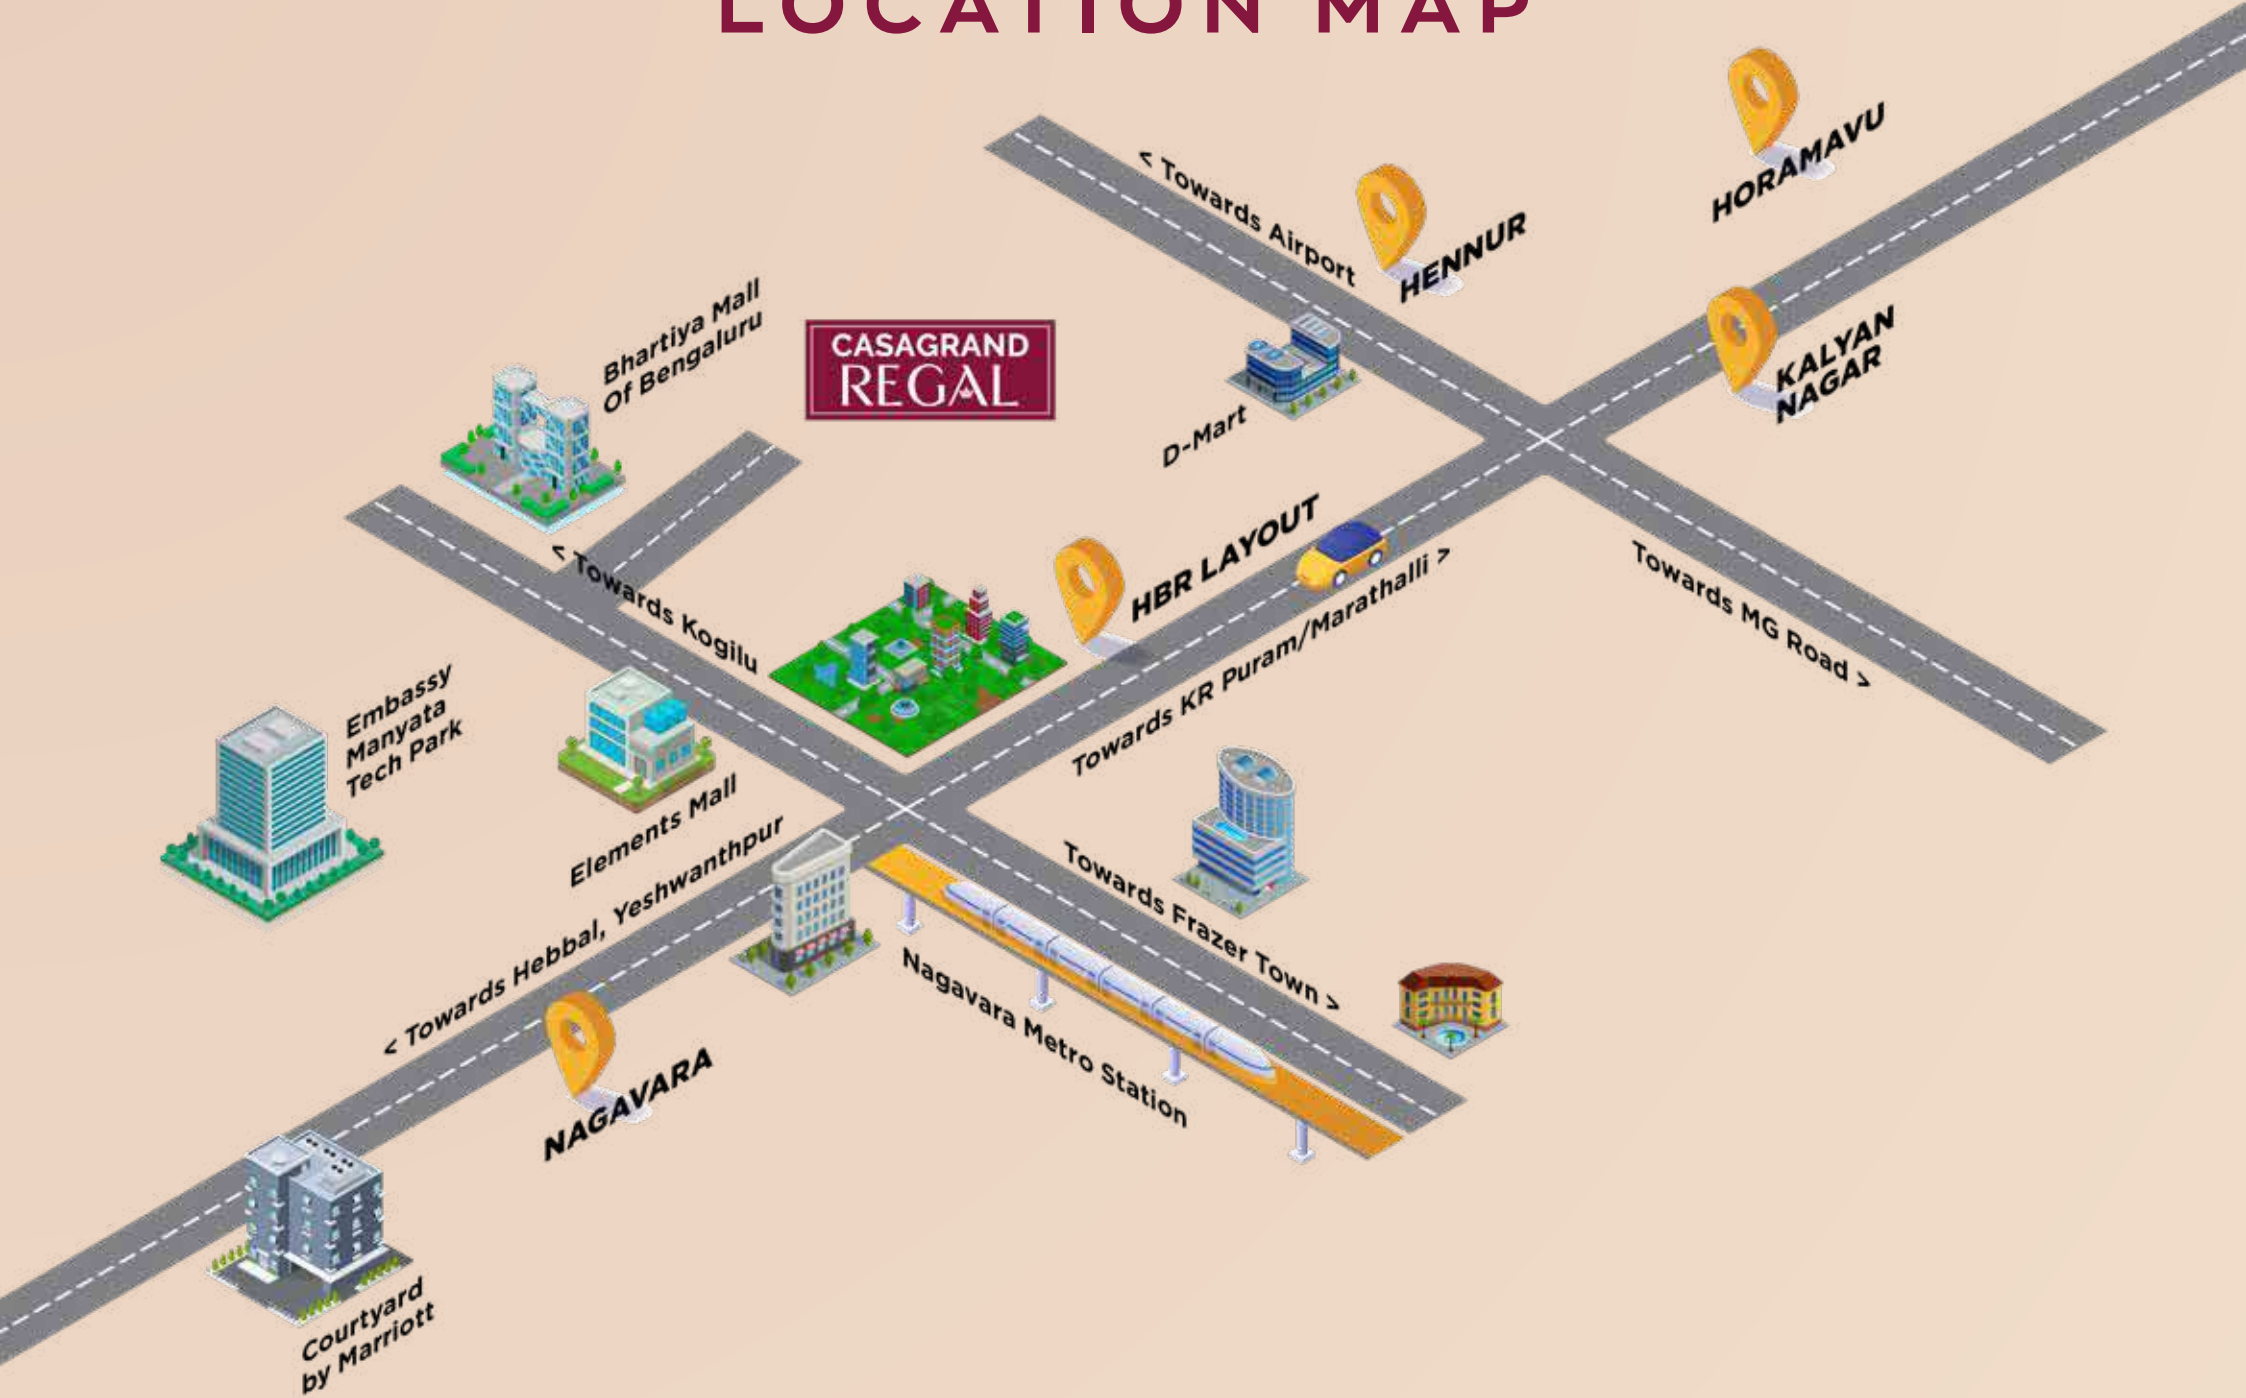 LOCATION MAP
HORAMAVU
< Towards Airport
HENNUR
Bhartiya Mall
Of Bengaluru
CASAGRAND
REGAL
KALYAN
NAGAR
D-Mart
HBR LAYOUT
< Towards Kogilu
Towards KR Puram/Marathalli >
Towards MG Road >
Embassy
Manyata
Tech Park
Elements Mall
< Towards Hebbal, Yeshwanthpur
Towards Frazer Town >
Nagavara Metro Station
NAGAVARA
Courtyard
by Marriott